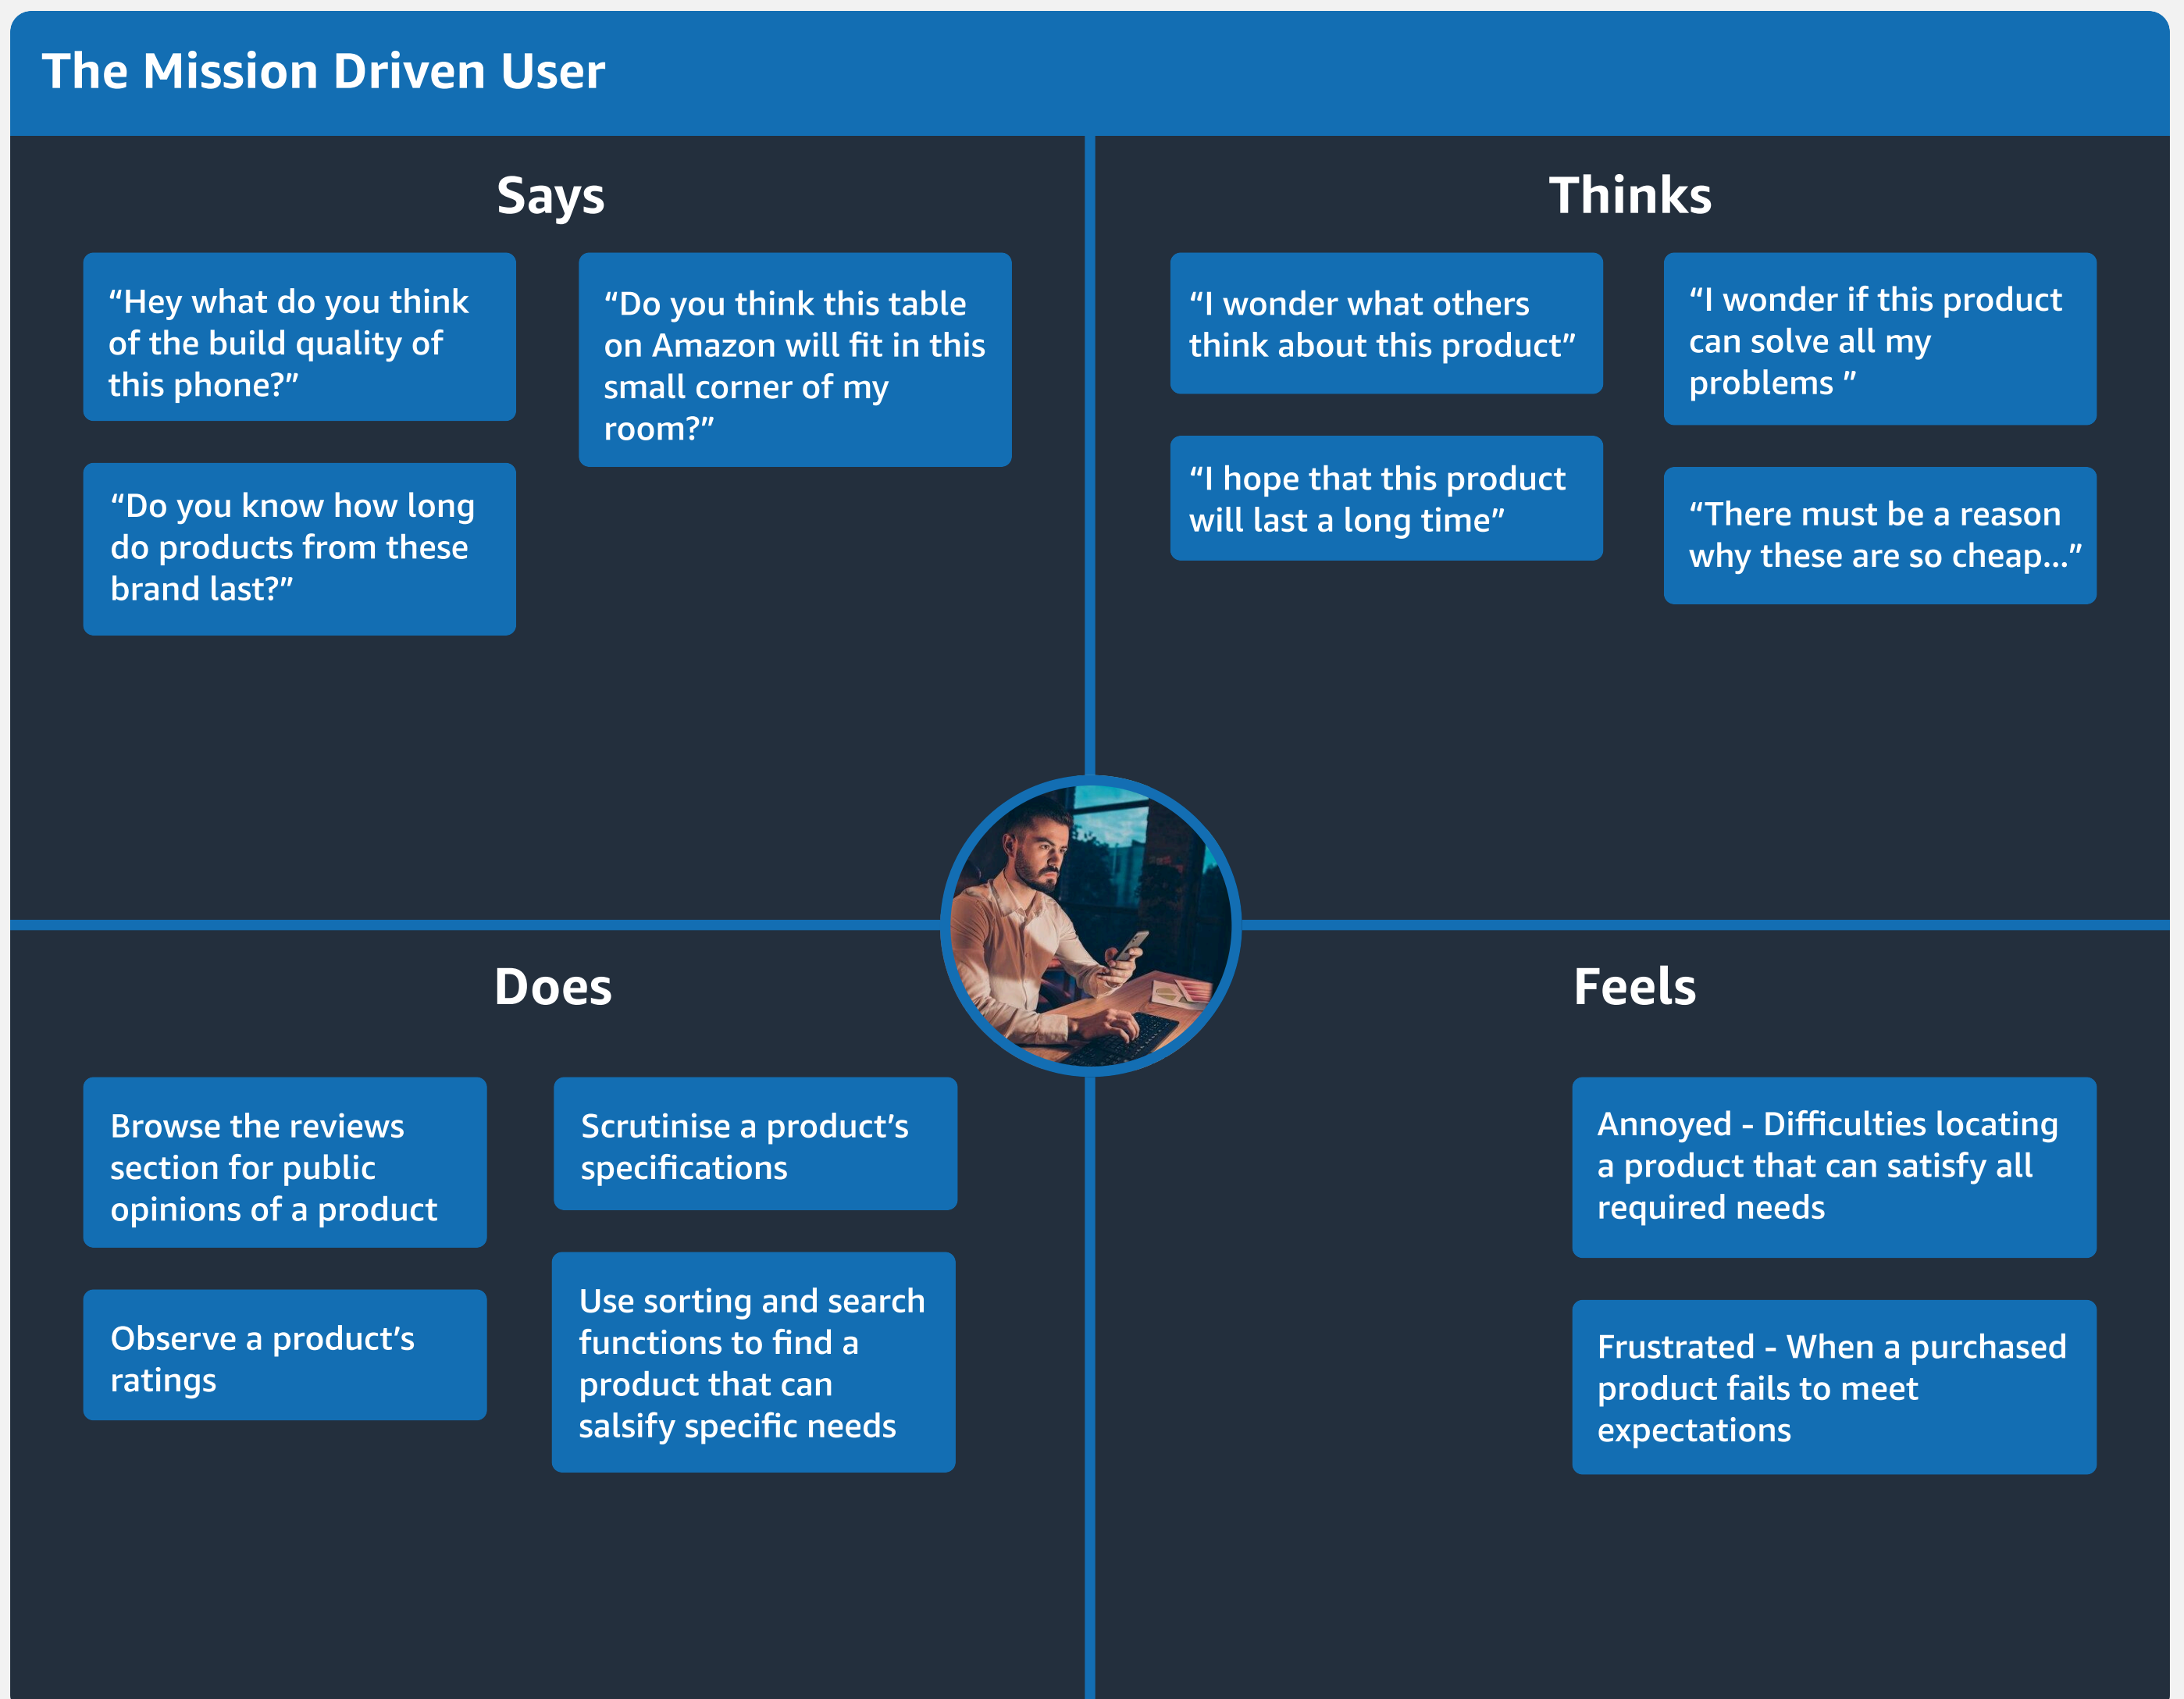 The Mission Driven User
Says
“Hey what do you think
of the build quality of
this phone?”
“Do you think this table
on Amazon will fit in this
small corner of my
room?”
“Do you know how long
do products from these
brand last?”
Thinks
“I wonder what others
think about this product”
“I wonder if this product
can solve all my
problems ”
“I hope that this product
will last a long time”
“There must be a reason
why these are so cheap...”
Does
Browse the reviews
section for public
opinions of a product
Scrutinise a product’s
specifications
Observe a product’s
ratings
Use sorting and search
functions to find a
product that can
salsify specific needs
Feels
Annoyed - Difficulties locating
a product that can satisfy all
required needs
Frustrated - When a purchased
product fails to meet
expectations